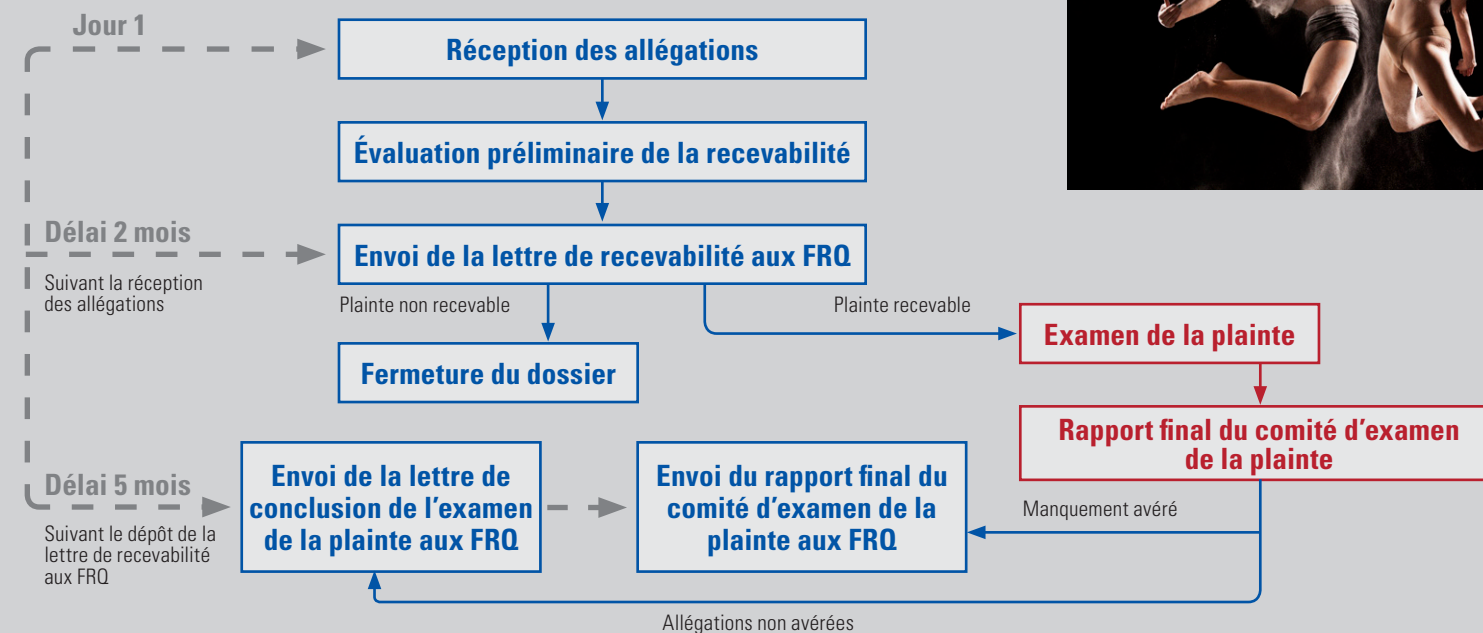 Jour 1
Réception des allégations
Évaluation préliminaire de la recevabilité
Délai 2 mois
Suivant la réception
des allégations
Envoi de la lettre de recevabilité aux FRQ
Plainte non recevable
Plainte recevable
Fermeture du dossier
Examen de la plainte
Rapport final du comité d’examen
de la plainte
Délai 5 mois
Suivant le dépôt de la
lettre de recevabilité
aux FRQ
Envoi de la lettre de
conclusion de l’examen
de la plainte aux FRQ
Envoi du rapport final du
comité d’examen de la
plainte aux FRQ
Manquement avéré
Allégations non avérées